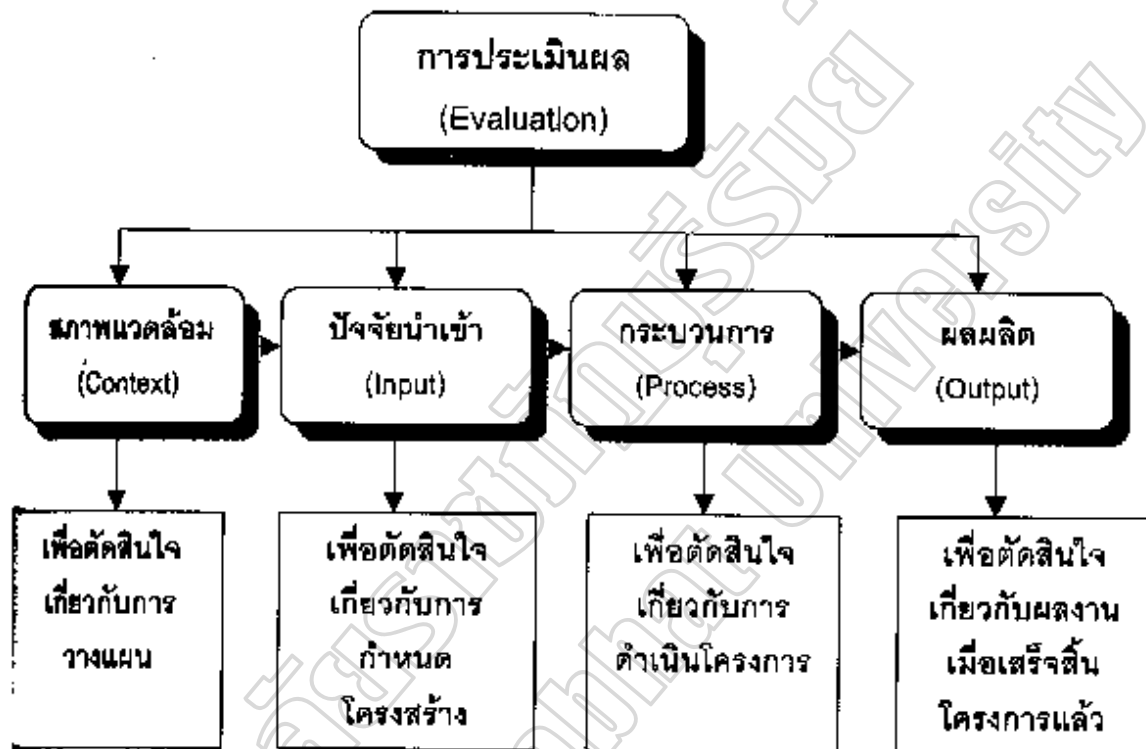 การประเมินผล
(Evaluation)
สภาพแวดล้อม
(Context)
ปัจจัยนำเข้า
(Input)
กระบวนการ
(Process)
ผลผลิต
(Output)
เพื่อตัดสินใจ
เกี่ยวกับการ
วางแผน
เพื่อตัดสินใจ
เกี่ยวกับการ
กำหนด
โครงสร้าง
เพื่อตัดสินใจ
เกี่ยวกับการ
ดำเนินโครงการ
เพื่อตัดสินใจ
เกี่ยวกับผลงาน
เมื่อเสร็จสิ้น
โครงการแล้ว
University